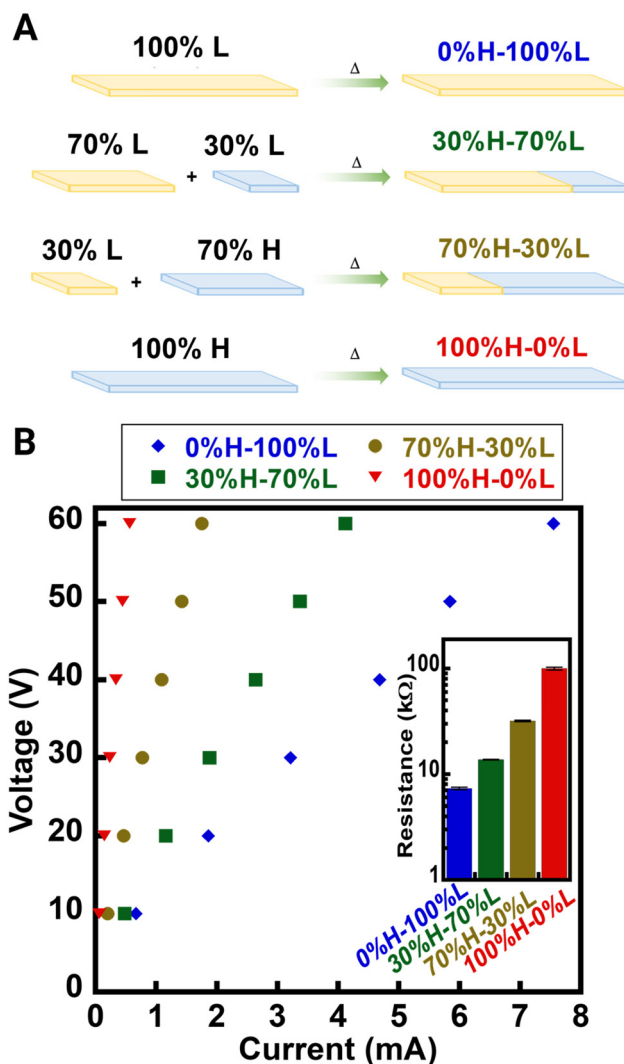 A
100% L
Δ
0%H-100%L
70% L
+
30% L
Δ
30%H-70%L
30% L
+
70% H
Δ
70%H-30%L
100% H
Δ
100%H-0%L
B
0%H-100%L
70%H-30%L
30%H-70%L
100%H-0%L
Voltage (V)
60
50
40
30
20
10
0
0 1 2 3 4 5 6 7 8
Current (mA)
Resistance (kΩ)
100
10
1
0%H-100%L
30%H-70%L
70%H-30%L
100%H-0%L